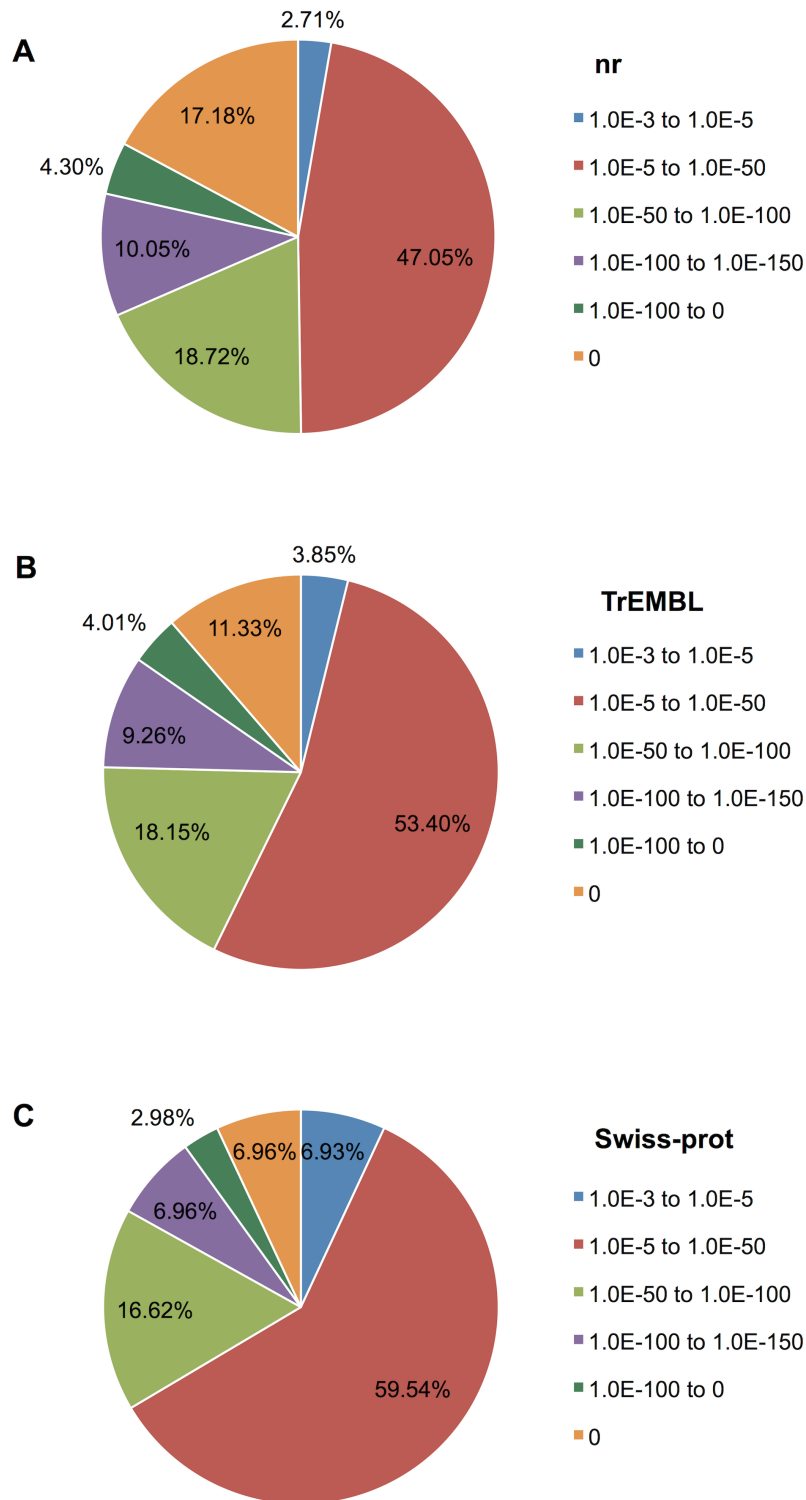 A
2.71%
17.18%
4.30%
10.05%
47.05%
18.72%
nr
1.0E-3 to 1.0E-5
1.0E-5 to 1.0E-50
1.0E-50 to 1.0E-100
1.0E-100 to 1.0E-150
1.0E-100 to 0
0
B
3.85%
4.01%
11.33%
9.26%
53.40%
18.15%
TrEMBL
1.0E-3 to 1.0E-5
1.0E-5 to 1.0E-50
1.0E-50 to 1.0E-100
1.0E-100 to 1.0E-150
1.0E-100 to 0
0
C
2.98%
6.96%
6.93%
6.96%
16.62%
59.54%
Swiss-prot
1.0E-3 to 1.0E-5
1.0E-5 to 1.0E-50
1.0E-50 to 1.0E-100
1.0E-100 to 1.0E-150
1.0E-100 to 0
0